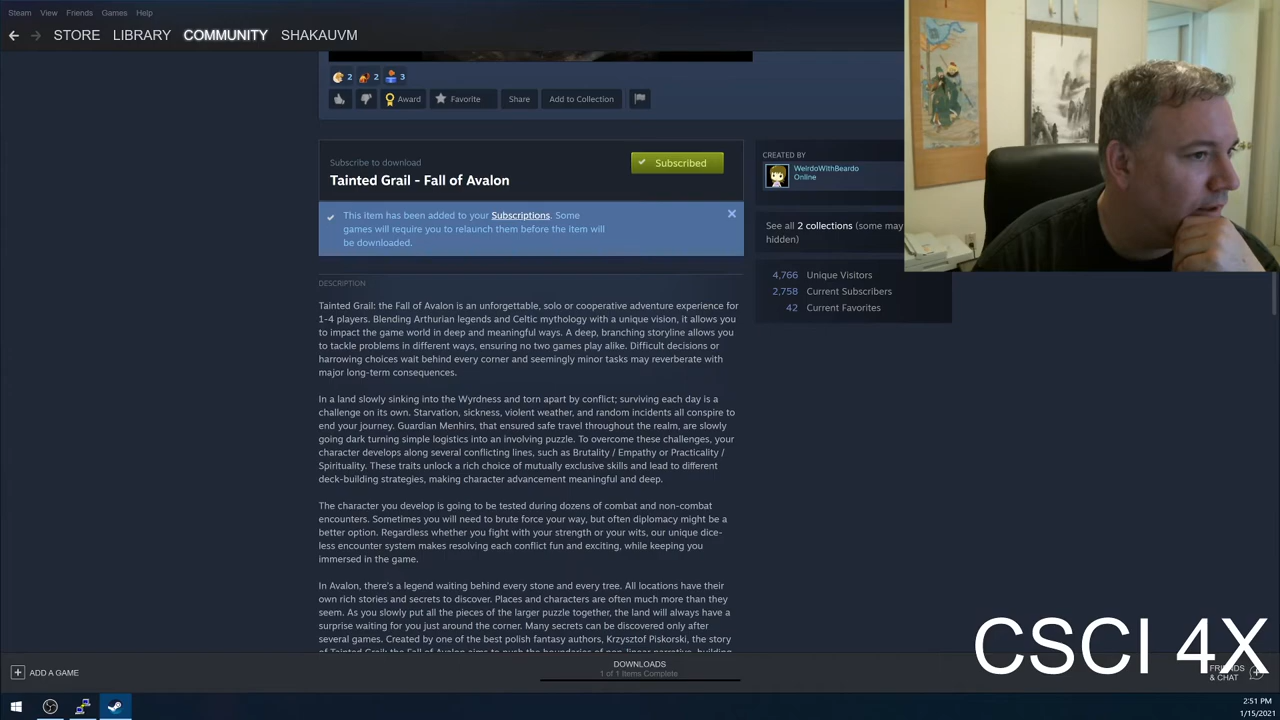 Steam View Friends Games Help
STORE LIBRARY COMMUNITY SHAKAUVM
2 2 3
Award Favorite Share Add to Collection
Subscribe to download
Tainted Grail - Fall of Avalon
Subscribed
This item has been added to your Subscriptions. Some
games will require you to relaunch them before the item will
be downloaded.
CREATED BY
WeirdoWithBeardo
Online
See all 2 collections (some may
hidden)
4,766 Unique Visitors
2,758 Current Subscribers
42 Current Favorites
DESCRIPTION
Tainted Grail: the Fall of Avalon is an unforgettable, solo or cooperative adventure experience for
1-4 players. Blending Arthurian legends and Celtic mythology with a unique vision, it allows you
to impact the game world in deep and meaningful ways. A deep, branching storyline allows you
to tackle problems in different ways, ensuring no two games play alike. Difficult decisions or
harrowing choices wait behind every corner and seemingly minor tasks may reverberate with
major long-term consequences.
In a land slowly sinking into the Wyrdness and torn apart by conflict; surviving each day is a
challenge on its own. Starvation, sickness, violent weather, and random incidents all conspire to
end your journey. Guardian Menhirs, that ensured safe travel throughout the realm, are slowly
going dark turning simple logistics into an involving puzzle. To overcome these challenges, your
character develops along several conflicting lines, such as Brutality / Empathy or Practicality /
Spirituality. These traits unlock a rich choice of mutually exclusive skills and lead to different
deck-building strategies, making character advancement meaningful and deep.
The character you develop is going to be tested during dozens of combat and non-combat
encounters. Sometimes you will need to brute force your way, but often diplomacy might be a
better option. Regardless whether you fight with your strength or your wits, our unique dice-
less encounter system makes resolving each conflict fun and exciting, while keeping you
immersed in the game.
In Avalon, there's a legend waiting behind every stone and every tree. All locations have their
own rich stories and secrets to discover. Places and characters are often much more than they
seem. As you slowly put all the pieces of the larger puzzle together, the land will always have a
surprise waiting for you just around the corner. Many secrets can be discovered only after
several games. Created by one of the best polish fantasy authors, Krzysztof Piskorski, the story
of Tainted Grail: the Fall of Avalon aims to push the boundaries of non-linear narrative, building
CSCI 4X
ADD A GAME
DOWNLOADS
1 of 1 Items Complete
FRIENDS
& CHAT
2:51 PM
1/15/2021